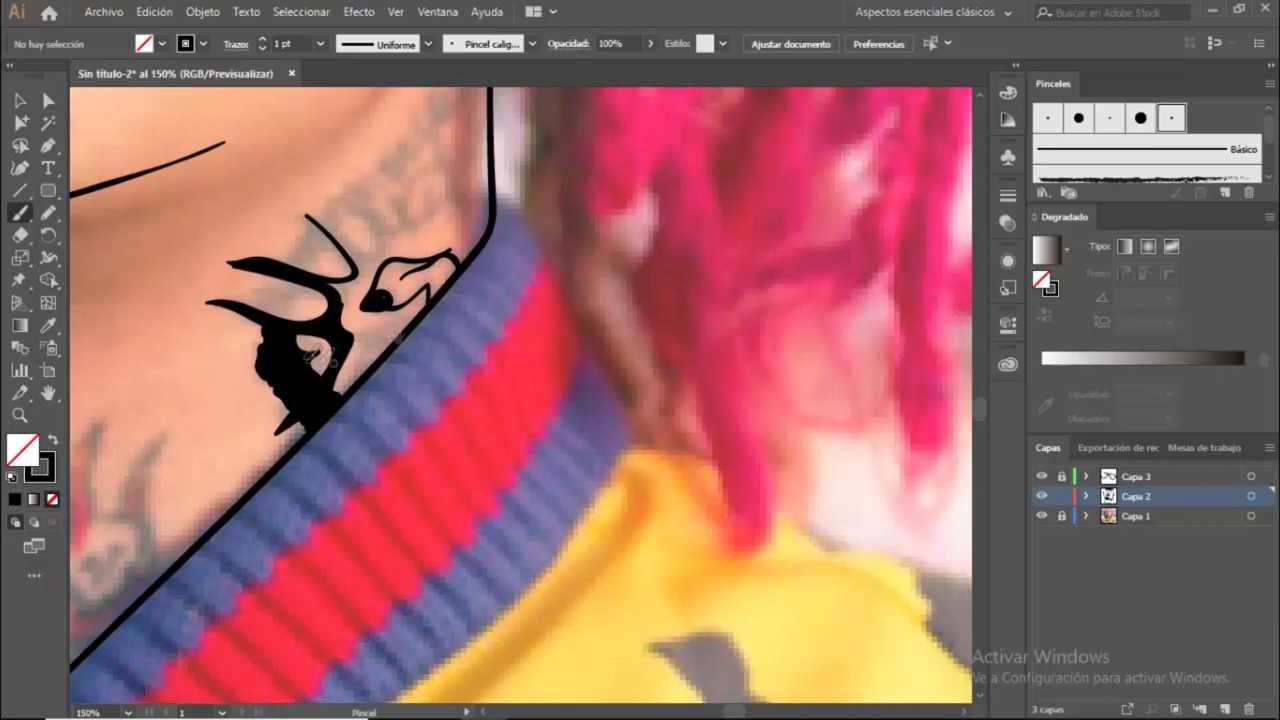 Ai
Archivo Edición Objeto Texto Seleccionar Efecto Ver Ventana Ayuda
Aspectos esenciales clásicos
Buscar en Adobe Stock
No hay selección
Trazo: 1 pt
Uniforme
Pincel calig...
Opacidad: 100%
Estilo:
Ajustar documento
Preferencias
Sin título-2* al 150% (RGB/Previsualizar)
Pinceles
Básico
Degradado
Tipo:
Trazo:
Opacidad:
Ubicación:
Capas Exportación de rec Mesas de trabajo
Capa 3
Capa 2
Capa 1
Activar Windows
Ve a Configuración para activar Windows.
150%
1
Pincel
3 capas